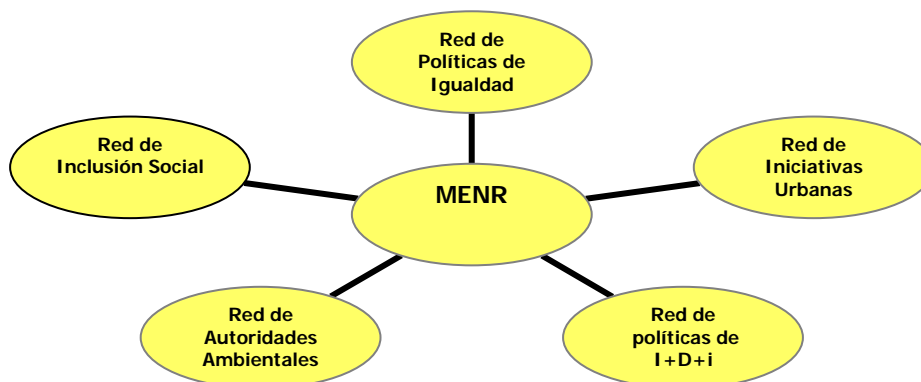 Red de
Políticas de
Igualdad
Red de
Inclusión Social
MENR
Red de
Iniciativas
Urbanas
Red de
Autoridades
Ambientales
Red de
políticas de
I+D+i